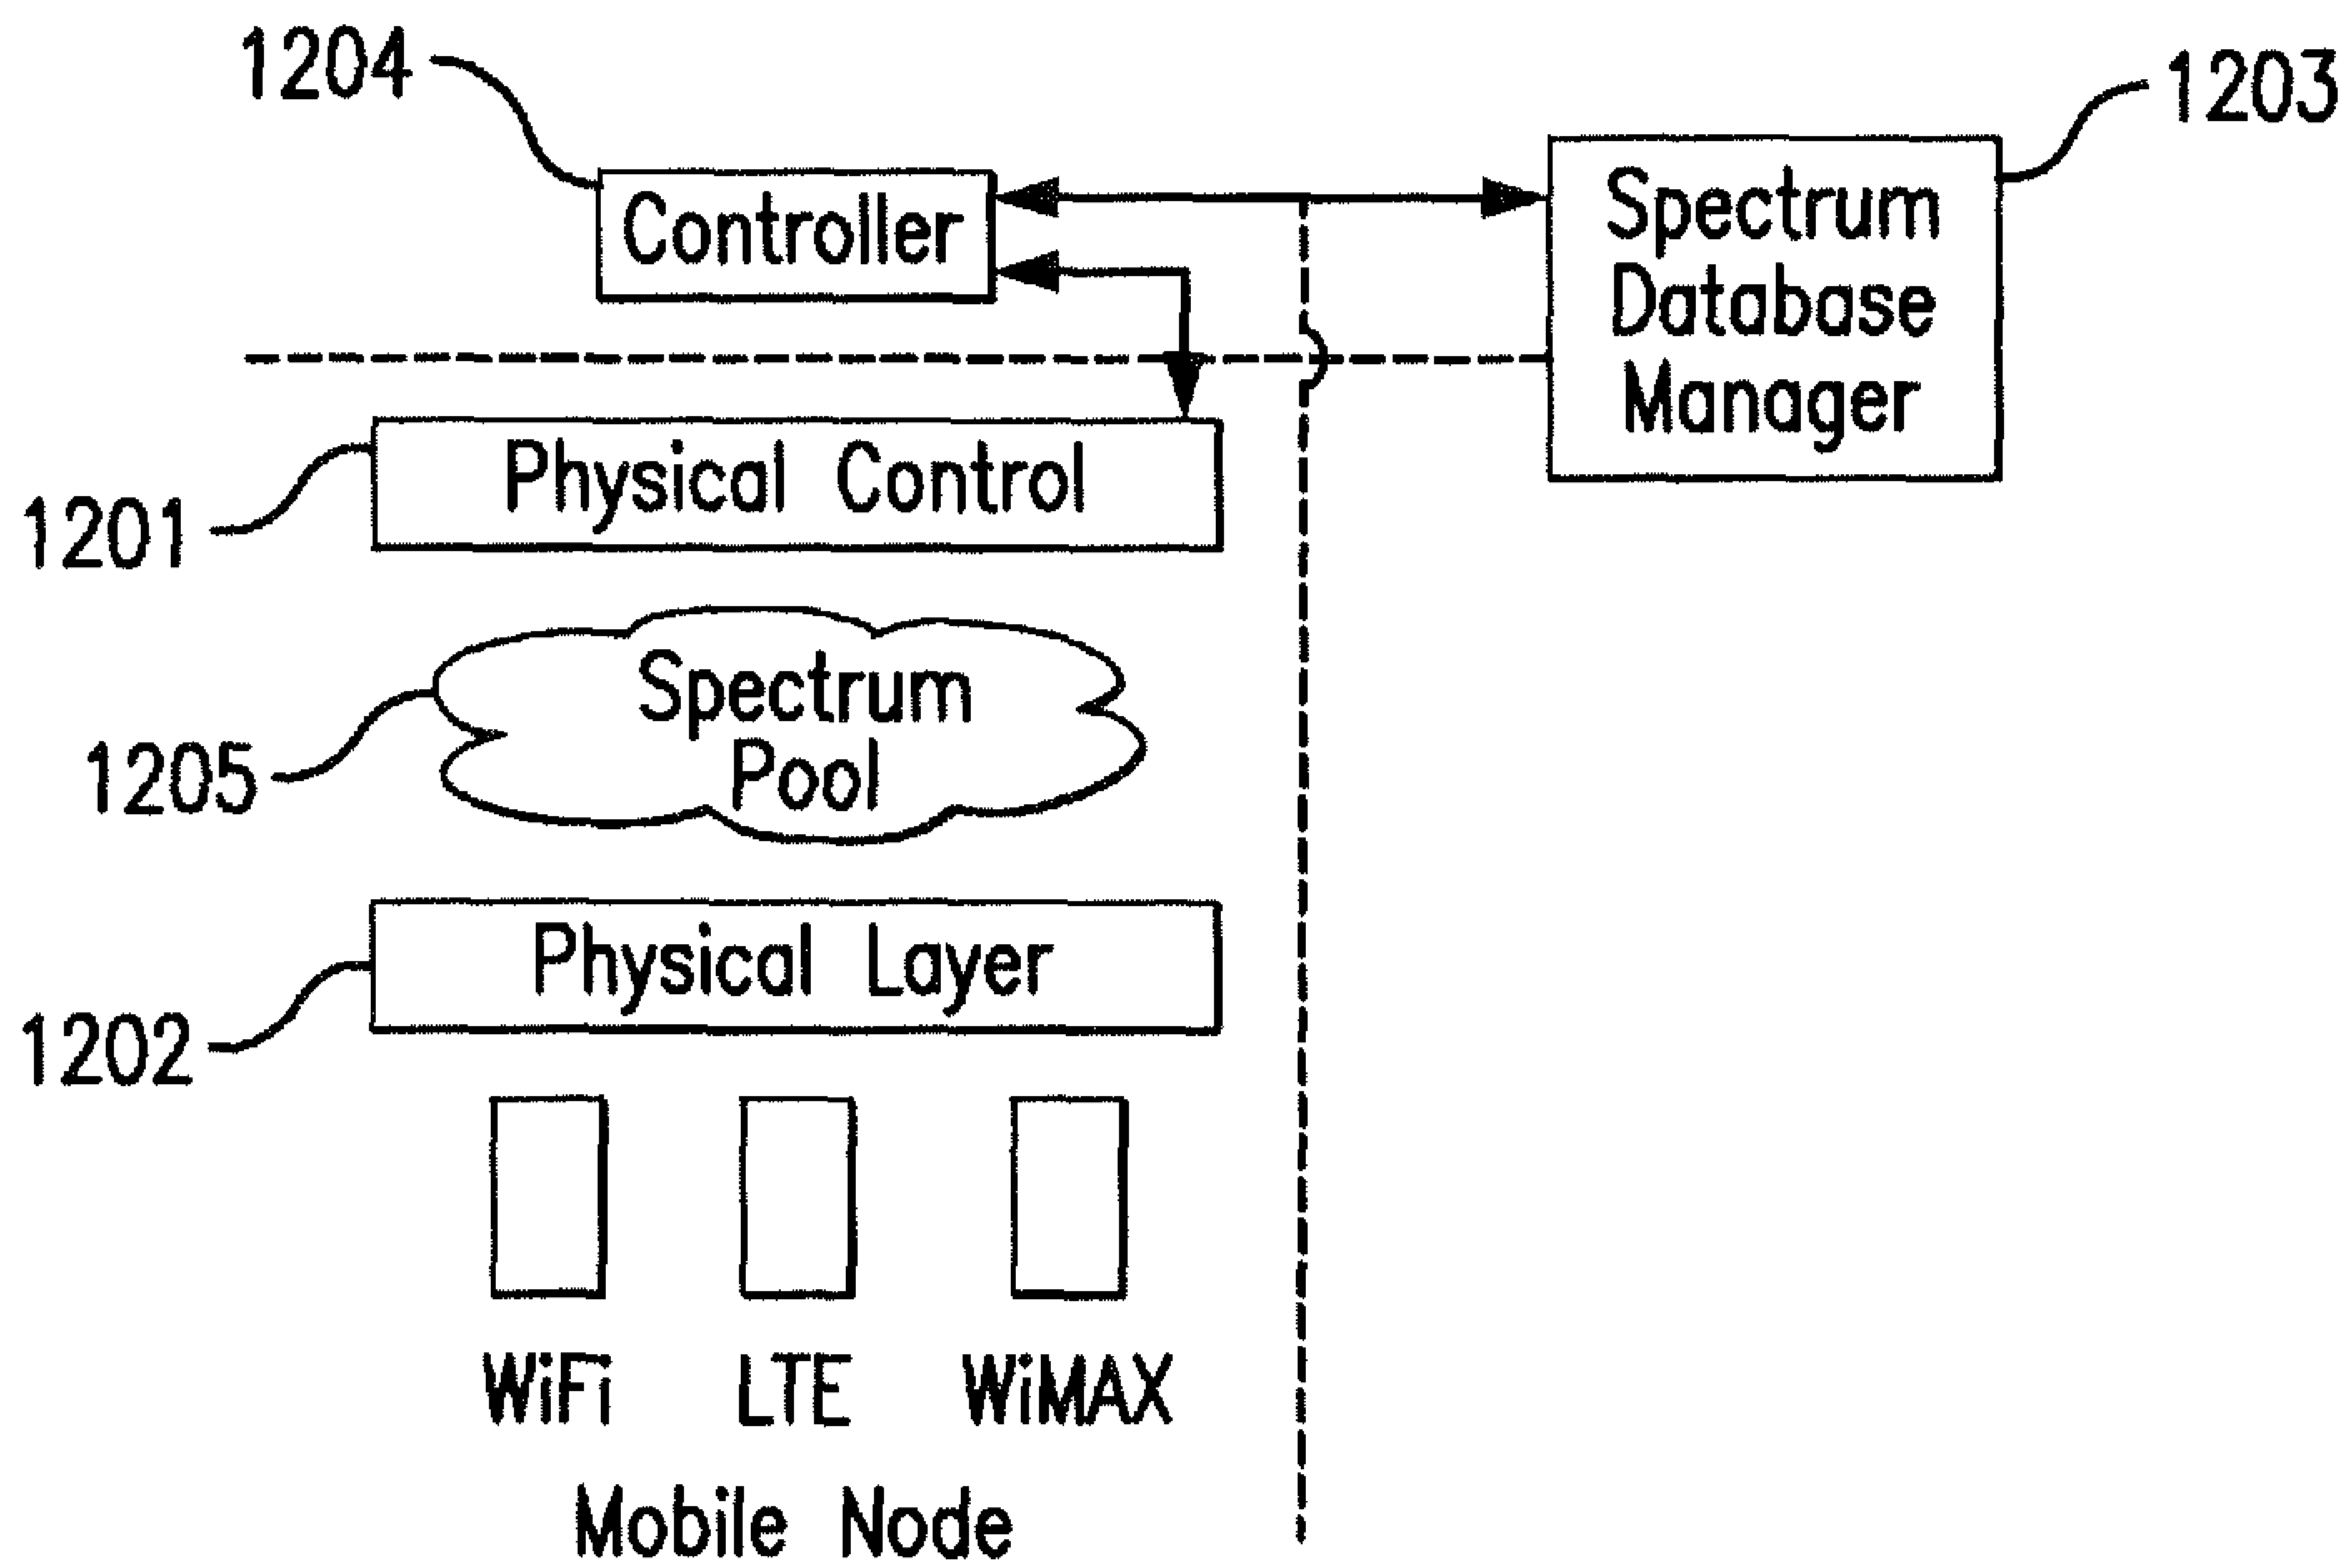 1204
1203
Controller
Spectrum
Database
Manager
Physical Control
1201
Spectrum
Pool
1205
Physical Layer
1202
WiFi LTE WiMAX
Mobile Node